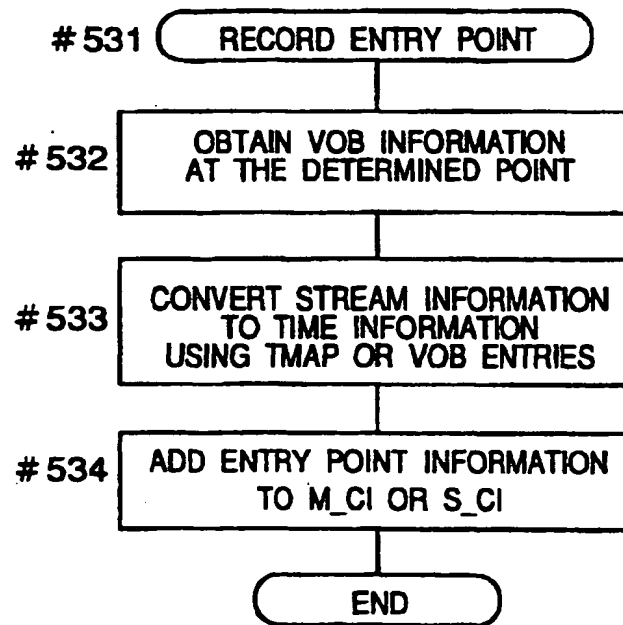 #531 RECORD ENTRY POINT
#532 OBTAIN VOB INFORMATION
AT THE DETERMINED POINT
#533 CONVERT STREAM INFORMATION
TO TIME INFORMATION
USING TMAP OR VOB ENTRIES
#534 ADD ENTRY POINT INFORMATION
TO M_CI OR S_CI
END